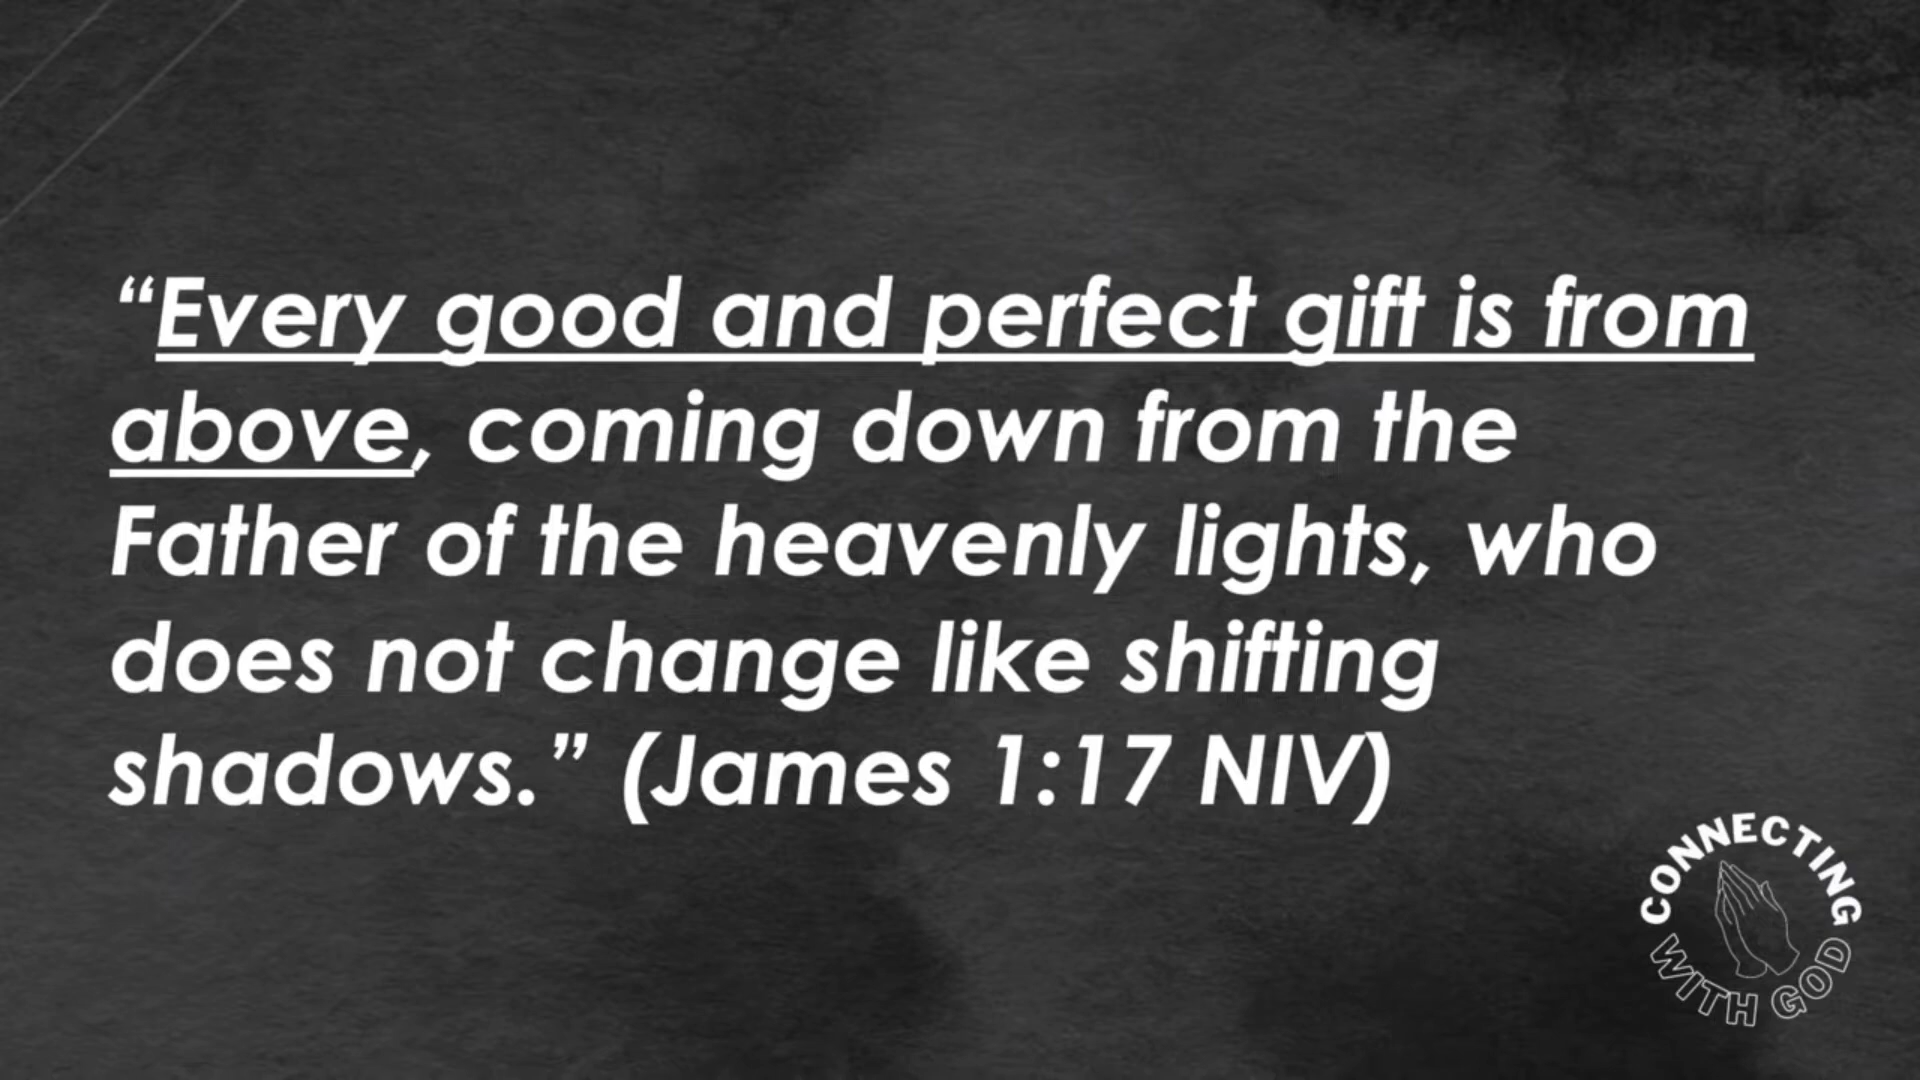 “Every good and perfect gift is from
above, coming down from the
Father of the heavenly lights, who
does not change like shifting
shadows.” (James 1:17 NIV)
CONNECTING
WITH GOD